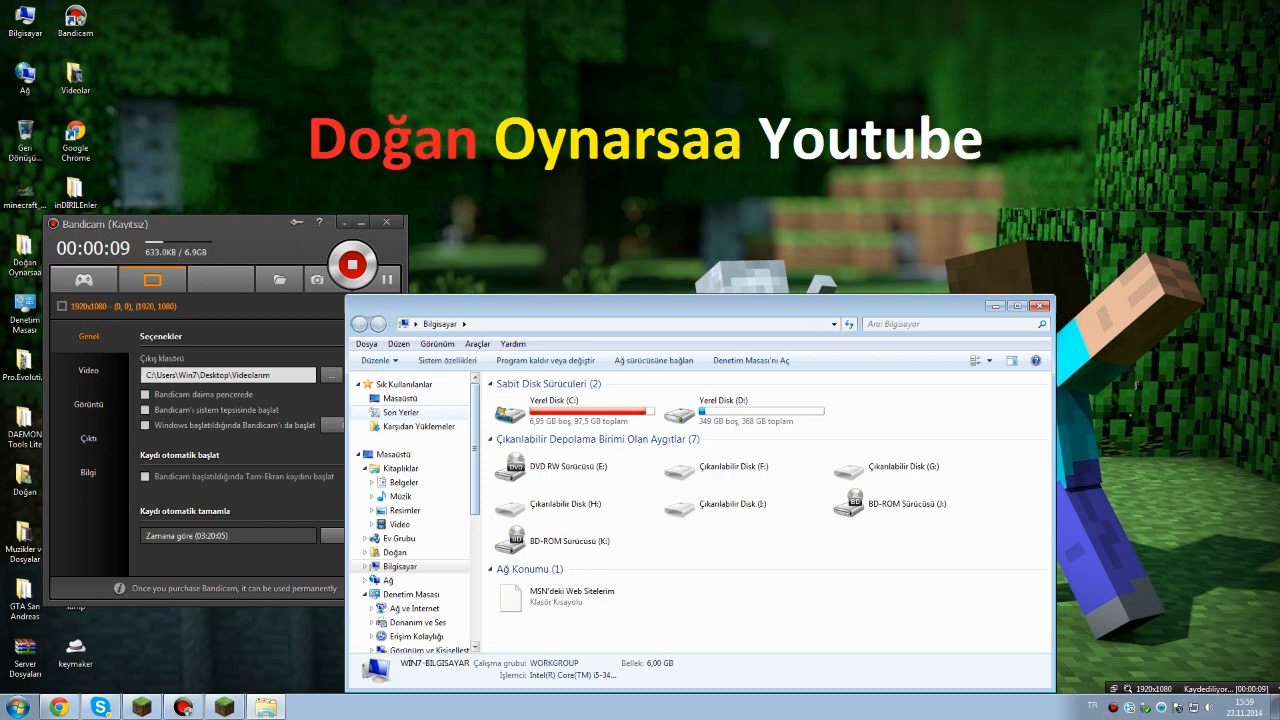 Bilgisayar
Bandicam
Ağ
Videolar
Geri Dönüşü...
Google Chrome
minecraft_...
inDİRİLEnler
Doğan Oynarsaa
Denetim Masası
Pro.Evoluti...
DAEMON Tools Lite
Doğan
Muzikler ve Dosyalar
GTA San Andreas
Server Dosyaları
keymaker
Doğan Oynarsaa Youtube
Bandicam (Kayıtsız)
?
00:00:09
633.0KB / 6.9GB
1920x1080 - (0, 0), (1920, 1080)
Genel
Video
Görüntü
Çıktı
Bilgi
Seçenekler
Çıkış klasörü
C:\Users\Win7\Desktop\Videolarım
...
Bandicam daima pencerede
Bandicam'ı sistem tepsisinde başlat
Windows başlatıldığında Bandicam'ı da başlat
Kaydı otomatik başlat
Bandicam başlatıldığında Tam-Ekran kaydını başlat
Kaydı otomatik tamamla
Zamana göre (03:20:05)
Once you purchase Bandicam, it can be used permanently
Bilgisayar
Ara: Bilgisayar
Dosya Düzen Görünüm Araçlar Yardım
Düzenle Sistem özellikleri Program kaldır veya değiştir Ağ sürücüsüne bağlan Denetim Masası'nı Aç
Sık Kullanılanlar
Masaüstü
Son Yerler
Karşıdan Yüklemeler
Masaüstü
Kitaplıklar
Belgeler
Müzik
Resimler
Video
Ev Grubu
Doğan
Bilgisayar
Ağ
Denetim Masası
Ağ ve Internet
Donanım ve Ses
Erişim Kolaylığı
Görünüm ve Kişiselleşt
Sabit Disk Sürücüleri (2)
Yerel Disk (C:)
6,95 GB boş, 97,5 GB toplam
Yerel Disk (D:)
349 GB boş, 368 GB toplam
Çıkarılabilir Depolama Birimi Olan Aygıtlar (7)
DVD RW Sürücüsü (E:)
Çıkarılabilir Disk (F:)
Çıkarılabilir Disk (G:)
Çıkarılabilir Disk (H:)
Çıkarılabilir Disk (I:)
BD-ROM Sürücüsü (J:)
BD-ROM Sürücüsü (K:)
Ağ Konumu (1)
MSN'deki Web Sitelerim
Klasör Kısayolu
WIN7-BILGISAYAR Çalışma grubu: WORKGROUP Bellek: 6,00 GB
İşlemci: Intel(R) Core(TM) i5-34...
1920x1080 Kaydediliyor... [00:00:09]
TR
15:59
23.11.2014